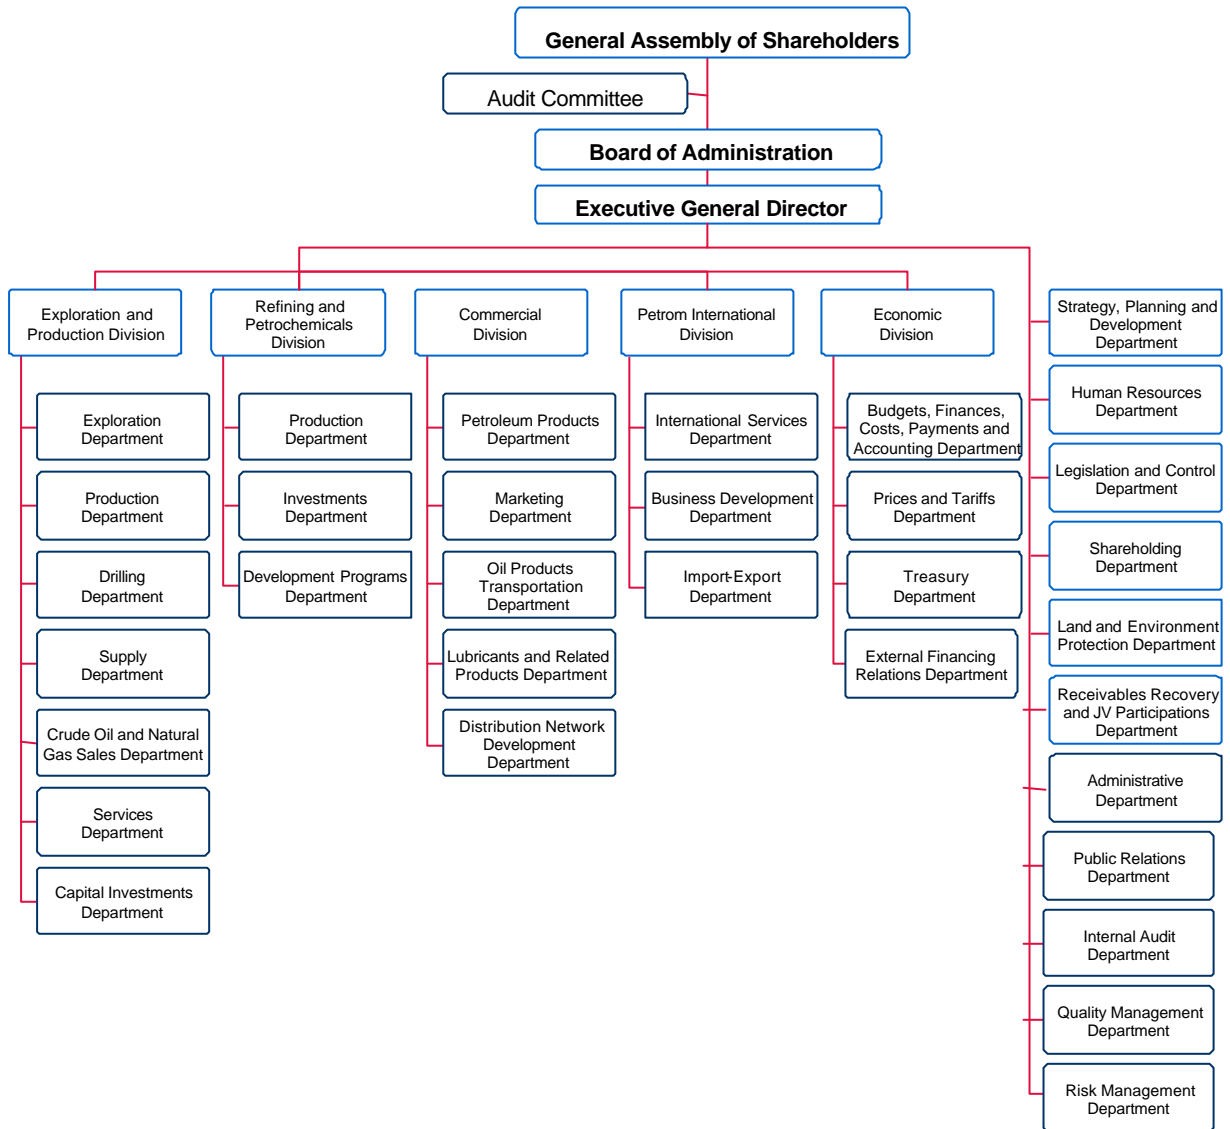 General Assembly of Shareholders
Audit Committee
Board of Administration
Executive General Director
Exploration and
Production Division
Refining and
Petrochemicals
Division
Commercial
Division
Petrom International
Division
Economic
Division
Exploration
Department
Production
Department
Drilling
Department
Supply
Department
Crude Oil and Natural
Gas Sales Department
Services
Department
Capital Investments
Department
Production
Department
Investments
Department
Development Programs
Department
Petroleum Products
Department
Marketing
Department
Oil Products
Transportation
Department
Lubricants and Related
Products Department
Distribution Network
Development
Department
International Services
Department
Business Development
Department
Import-Export
Department
Budgets, Finances,
Costs, Payments and
Accounting Department
Prices and Tariffs
Department
Treasury
Department
External Financing
Relations Department
Strategy, Planning and
Development
Department
Human Resources
Department
Legislation and Control
Department
Shareholding
Department
Land and Environment
Protection Department
Receivables Recovery
and JV Participations
Department
Administrative
Department
Public Relations
Department
Internal Audit
Department
Quality Management
Department
Risk Management
Department